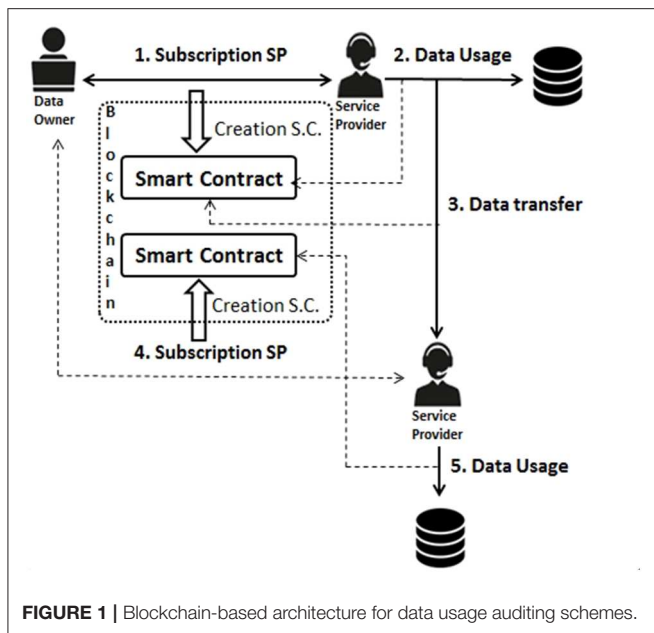 1. Subscription SP
2. Data Usage
Data
Owner
Service
Provider
Blockchain
Creation S.C.
Smart Contract
3. Data transfer
Smart Contract
Creation S.C.
4. Subscription SP
Service
Provider
5. Data Usage
FIGURE 1 | Blockchain-based architecture for data usage auditing schemes.